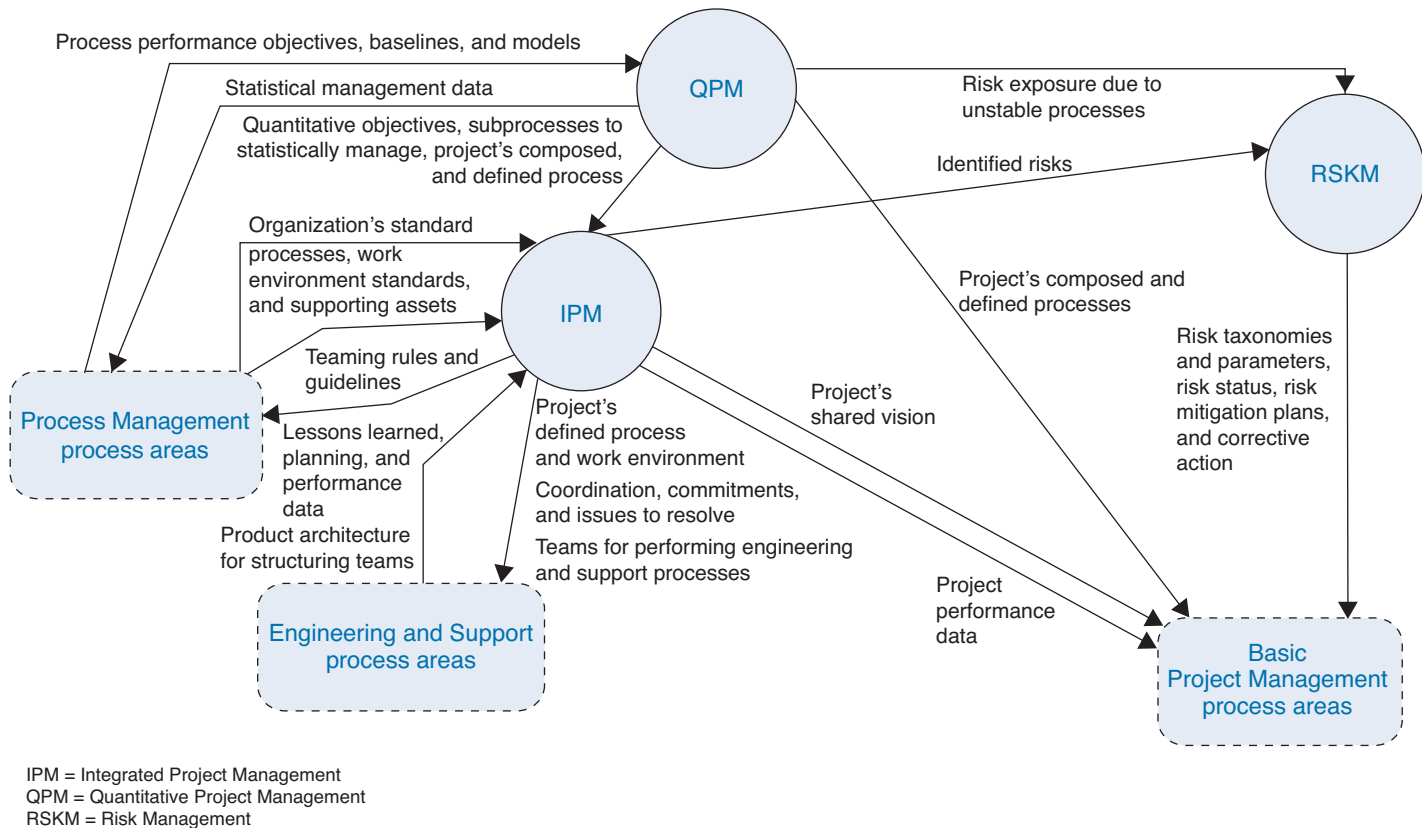 Process performance objectives, baselines, and models
QPM
Statistical management data
Risk exposure due to
unstable processes
Quantitative objectives, subprocesses to
statistically manage, project’s composed,
and defined process
Identified risks
RSKM
Organization’s standard
processes, work
environment standards,
and supporting assets
IPM
Project’s composed and
defined processes
Teaming rules and
guidelines
Risk taxonomies
and parameters,
risk status, risk
mitigation plans,
and corrective
action
Process Management
process areas
Project’s
shared vision
Lessons learned,
planning, and
performance
data
Project’s
defined process
and work environment
Coordination, commitments,
and issues to resolve
Teams for performing engineering
and support processes
Product architecture
for structuring teams
Project
performance
data
Engineering and Support
process areas
Basic
Project Management
process areas
IPM = Integrated Project Management
QPM = Quantitative Project Management
RSKM = Risk Management